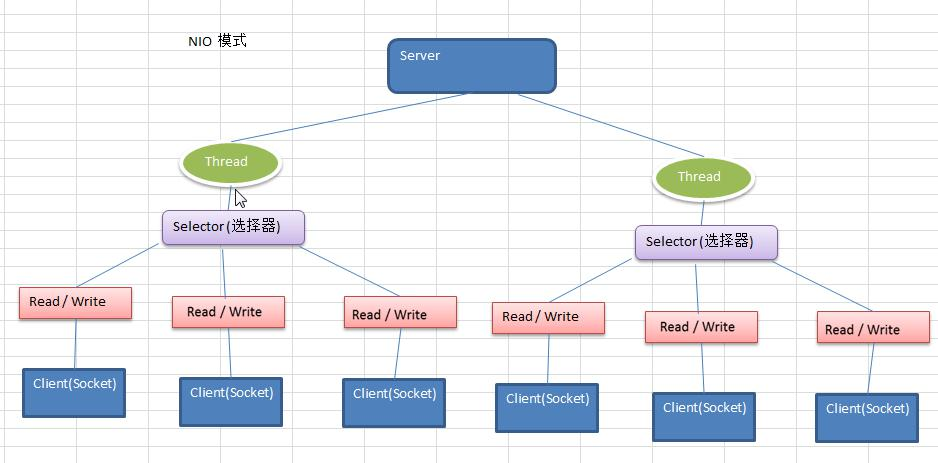 NIO 模式
Server
Thread
Thread
Selector(选择器)
Selector(选择器)
Read / Write
Read / Write
Read / Write
Read / Write
Read / Write
Read / Write
Client(Socket)
Client(Socket)
Client(Socket)
Client(Socket)
Client(Socket)
Client(Socket)